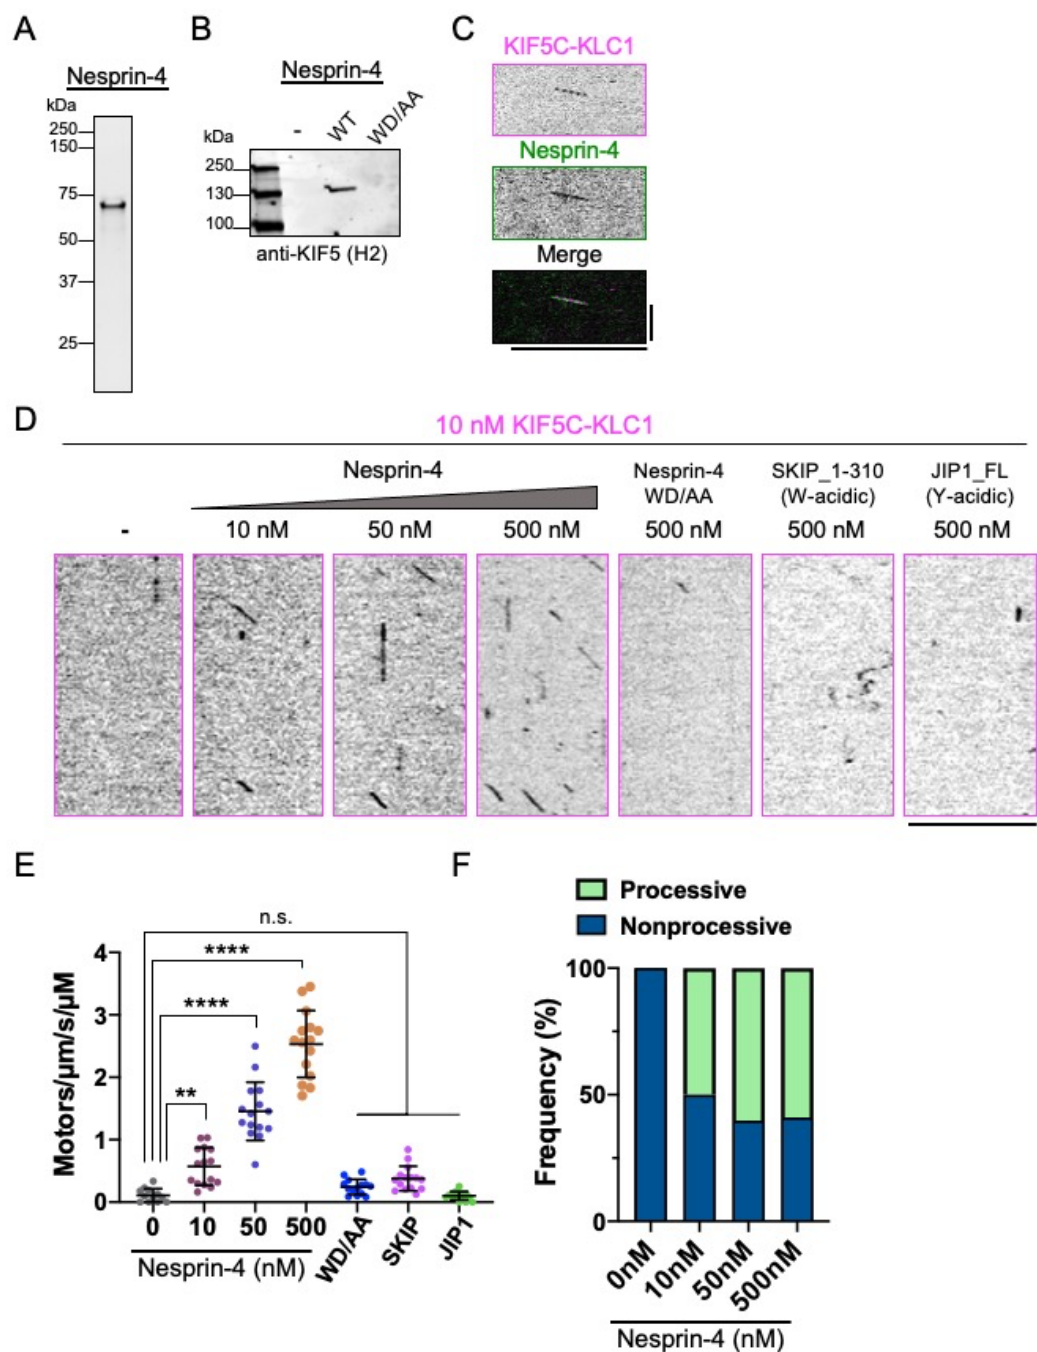 A
Nesprin-4
kDa
250
150
75
50
37
25
B
Nesprin-4
- WT WD/AA
kDa
250
130
100
anti-KIF5 (H2)
C
KIF5C-KLC1
Nesprin-4
Merge
D
10 nM KIF5C-KLC1
Nesprin-4
Nesprin-4 WD/AA
SKIP_1-310 (W-acidic)
JIP1_FL (Y-acidic)
- 10 nM 50 nM 500 nM 500 nM 500 nM 500 nM
E
n.s.
****
****
**
Motors/μm/s/μM
4
3
2
1
0
0 10 50 500 WD/AA SKIP JIP1
Nesprin-4 (nM)
F
Processive
Nonprocessive
Frequency (%)
100
50
0
0nM 10nM 50nM 500nM
Nesprin-4 (nM)